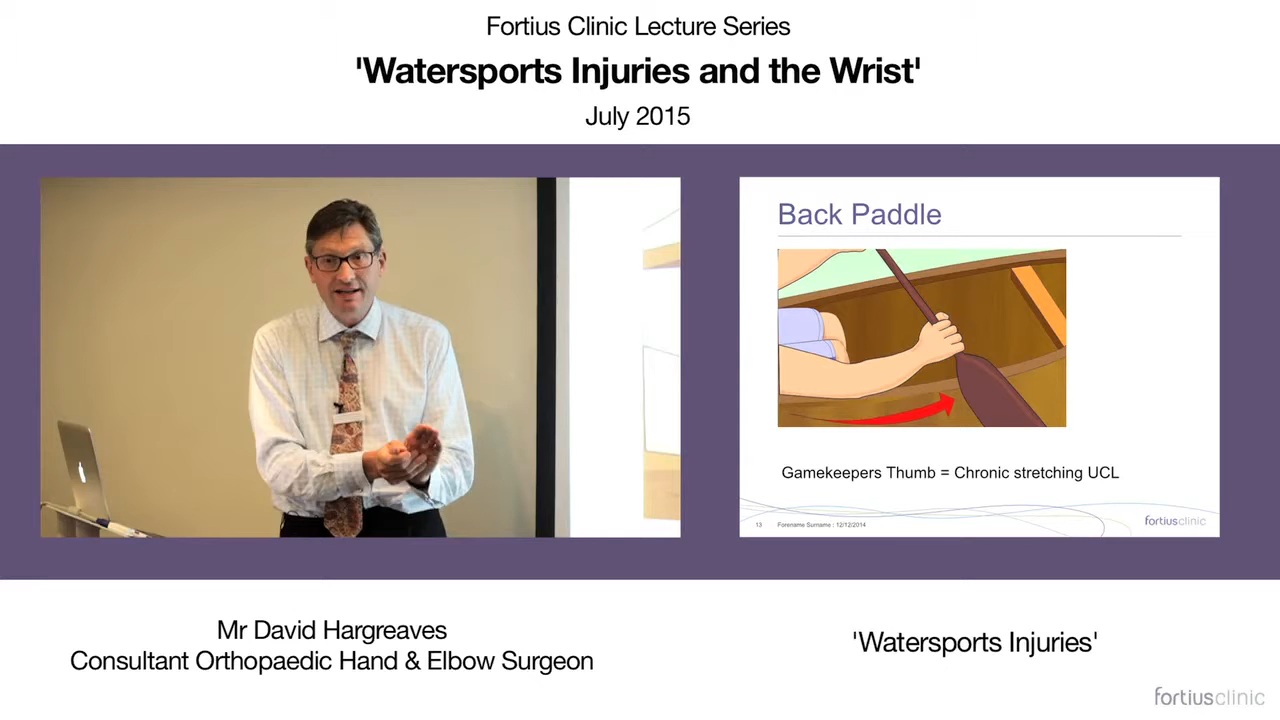 Fortius Clinic Lecture Series
'Watersports Injuries and the Wrist'
July 2015
Back Paddle
Gamekeepers Thumb = Chronic stretching UCL
13 Forename Surname : 12/12/2014
fortiusclinic
Mr David Hargreaves
Consultant Orthopaedic Hand & Elbow Surgeon
'Watersports Injuries'
fortiusclinic